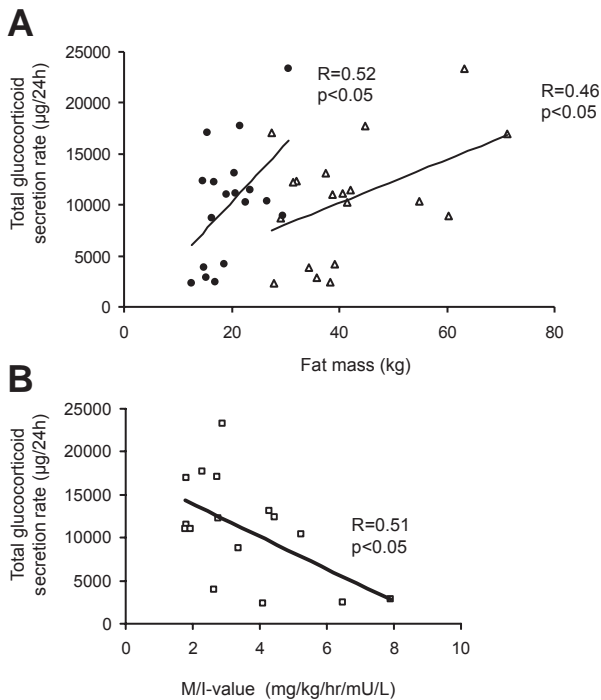 A
Total glucocorticoid
secretion rate (µg/24h)
25000
20000
15000
10000
5000
0
R=0.52
p<0.05
R=0.46
p<0.05
0 20 40 60 80
Fat mass (kg)
B
Total glucocorticoid
secretion rate (µg/24h)
25000
20000
15000
10000
5000
0
R=0.51
p<0.05
0 2 4 6 8 10
M/I-value (mg/kg/hr/mU/L)